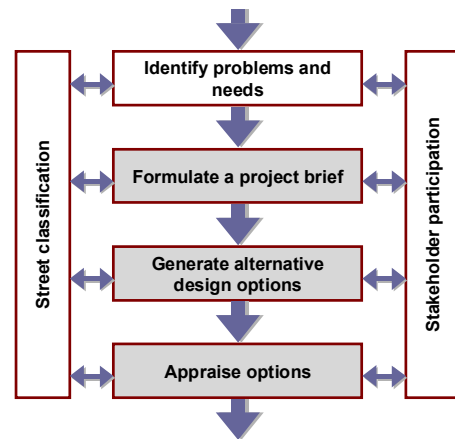 Identify problems and
needs
Street classification
Stakeholder participation
Formulate a project brief
Generate alternative
design options
Appraise options